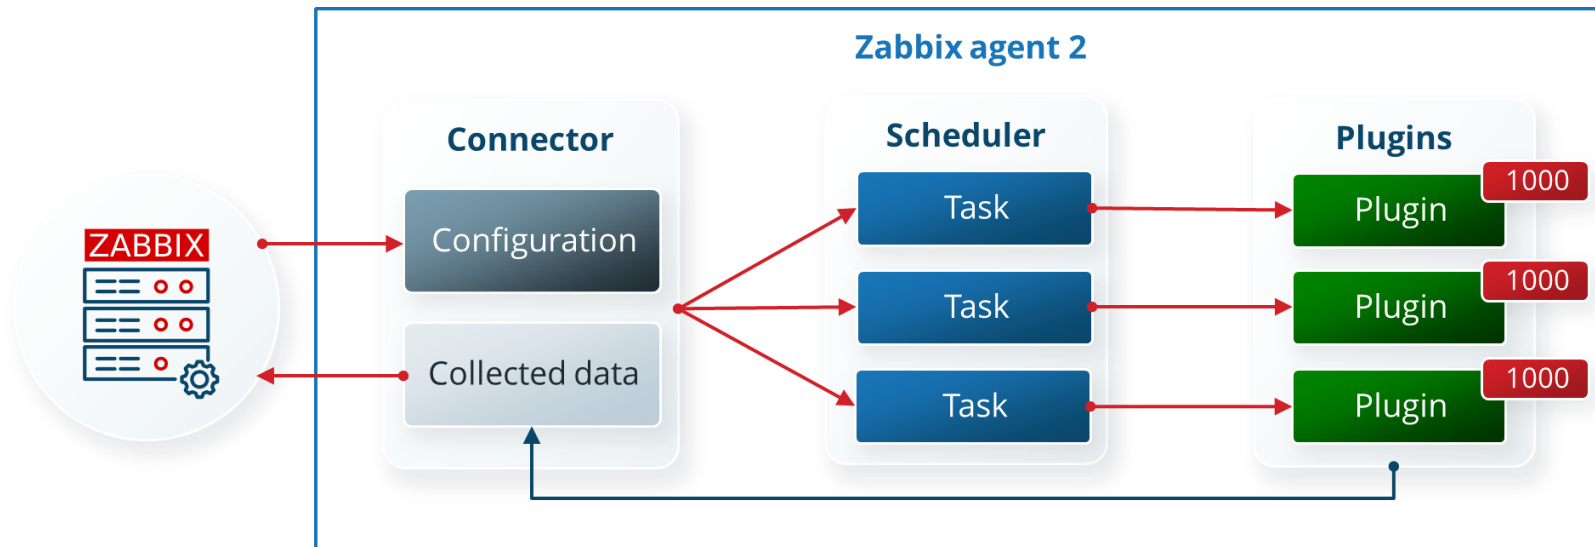 Zabbix agent 2
Connector
Scheduler
Plugins
ZABBIX
Configuration
Collected data
Task
Task
Task
Plugin
1000
Plugin
1000
Plugin
1000